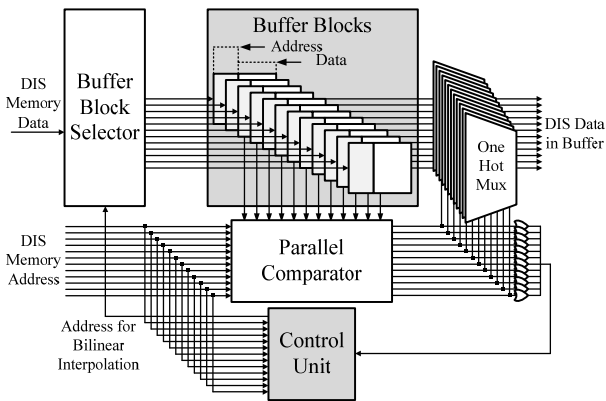 Buffer Blocks
Address
Data
DIS
Memory
Data
Buffer
Block
Selector
DIS Data
in Buffer
One
Hot
Mux
DIS
Memory
Address
Parallel
Comparator
Address for
Bilinear
Interpolation
Control
Unit